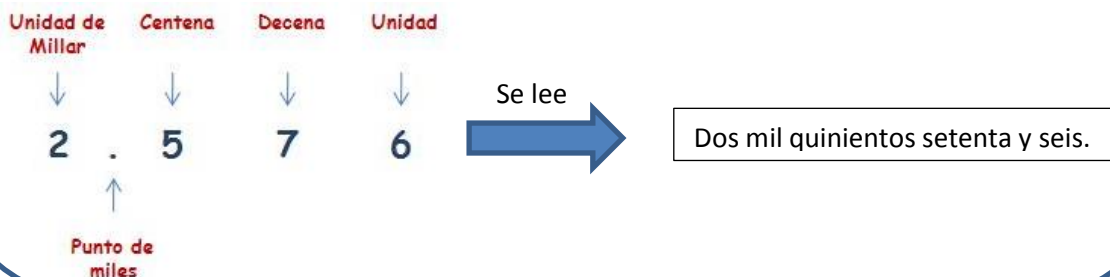 Unidad de Millar
Centena
Decena
Unidad
2 . 5 7 6
Punto de miles
Se lee
Dos mil quinientos setenta y seis.